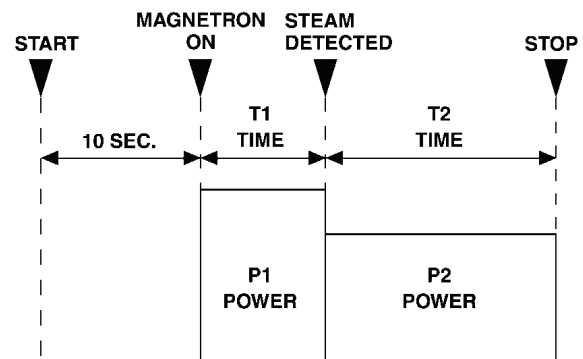 START
MAGNETRON
ON
STEAM
DETECTED
STOP
10 SEC.
T1
TIME
T2
TIME
P1
POWER
P2
POWER